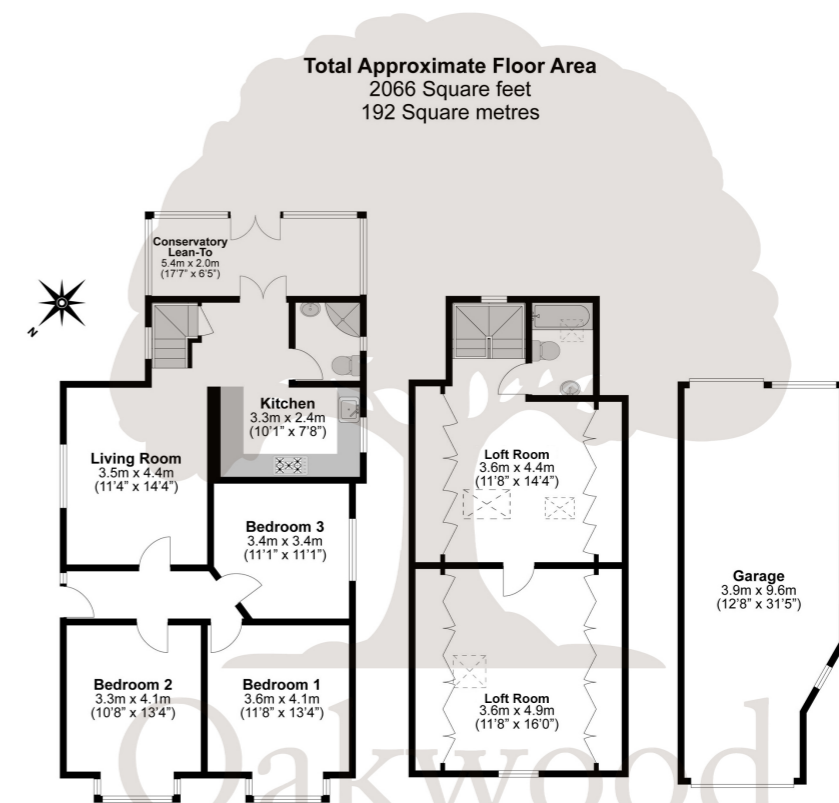 Total Approximate Floor Area
2066 Square feet
192 Square metres
Conservatory
Lean-To
5.4m x 2.0m
(17'7" x 6'5")
N
Kitchen
3.3m x 2.4m
(10'1" x 7'8")
Living Room
3.5m x 4.4m
(11'4" x 14'4")
Loft Room
3.6m x 4.4m
(11'8" x 14'4")
Bedroom 3
3.4m x 3.4m
(11'1" x 11'1")
Garage
3.9m x 9.6m
(12'8" x 31'5")
Bedroom 2
3.3m x 4.1m
(10'8" x 13'4")
Bedroom 1
3.6m x 4.1m
(11'8" x 13'4")
Loft Room
3.6m x 4.9m
(11'8" x 16'0")
Oakwood